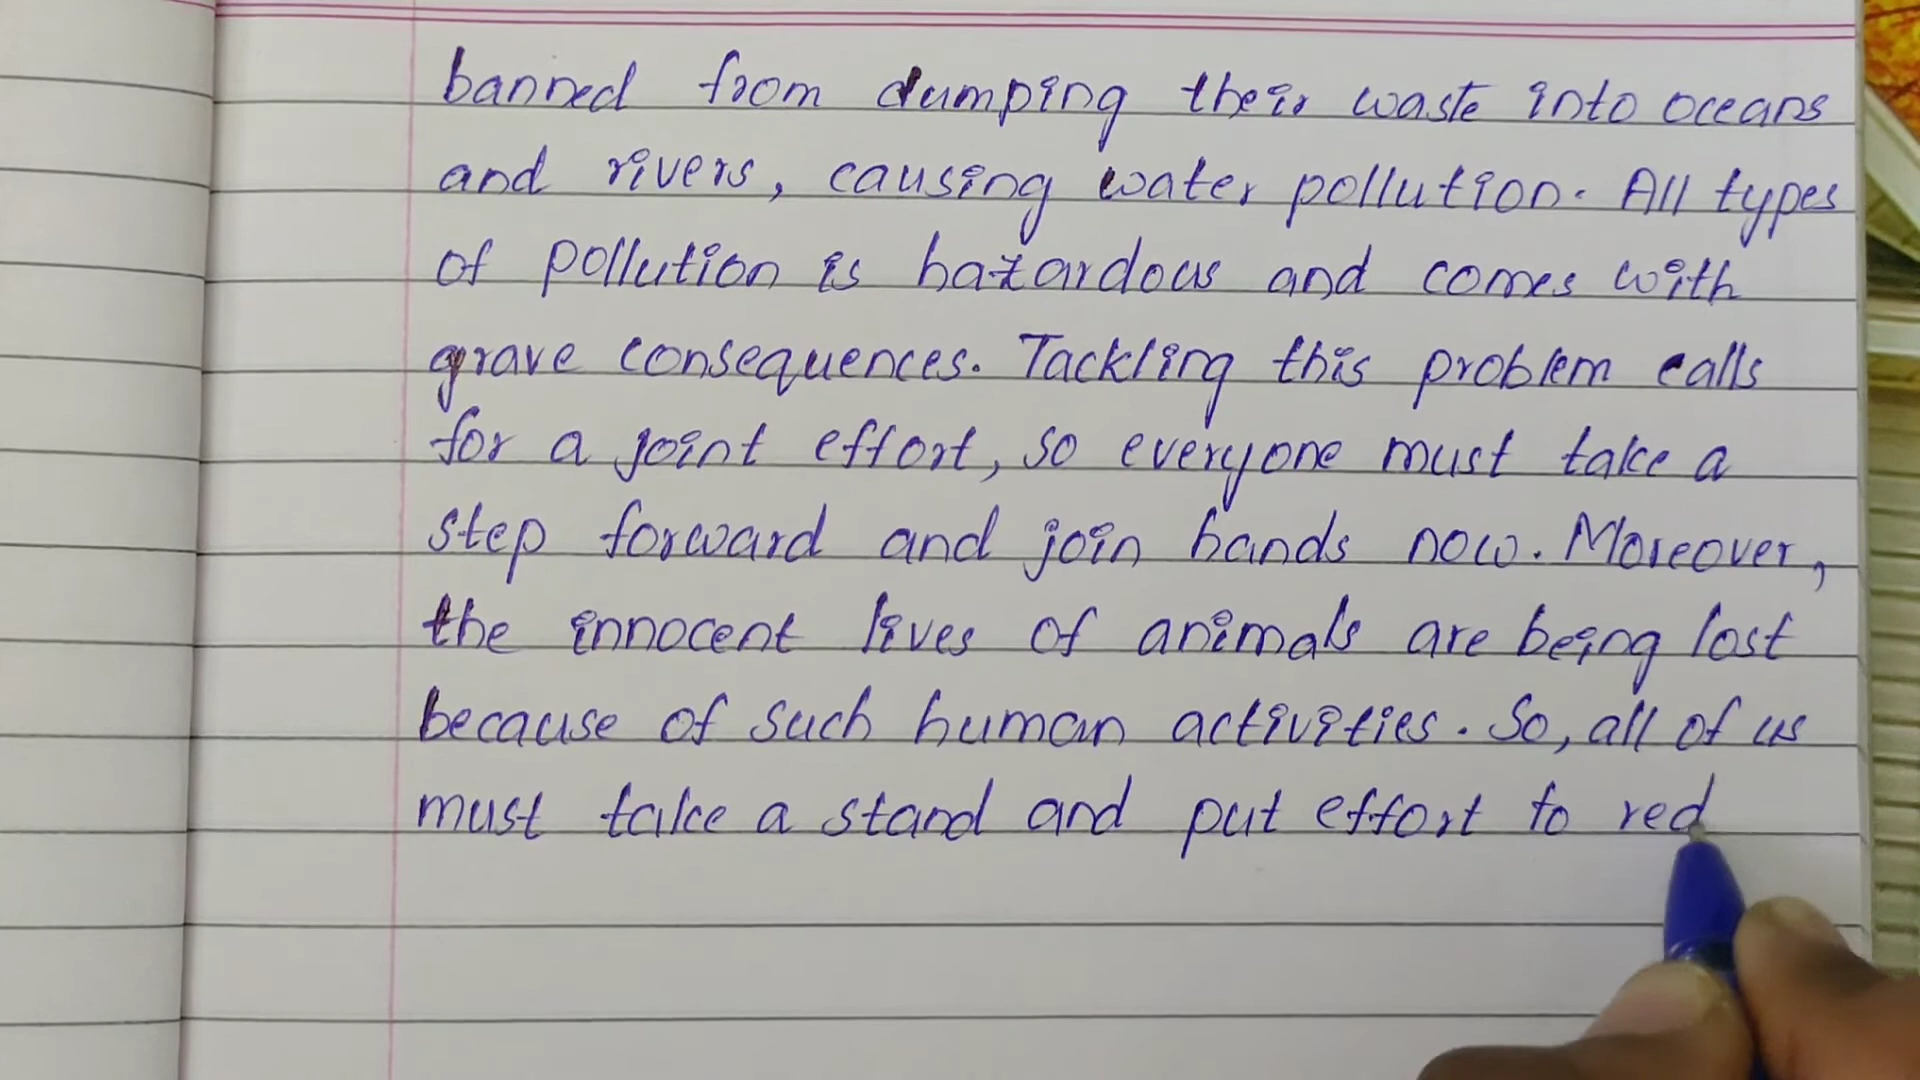 banned from dumping their waste into oceans
and rivers, causing water pollution. All types
of pollution is hazardous and comes with
grave consequences. Tackling this problem calls
for a joint effort, so everyone must take a
step forward and join hands now. Moreover,
the innocent lives of animals are being lost
because of such human activities. So, all of us
must take a stand and put effort to red